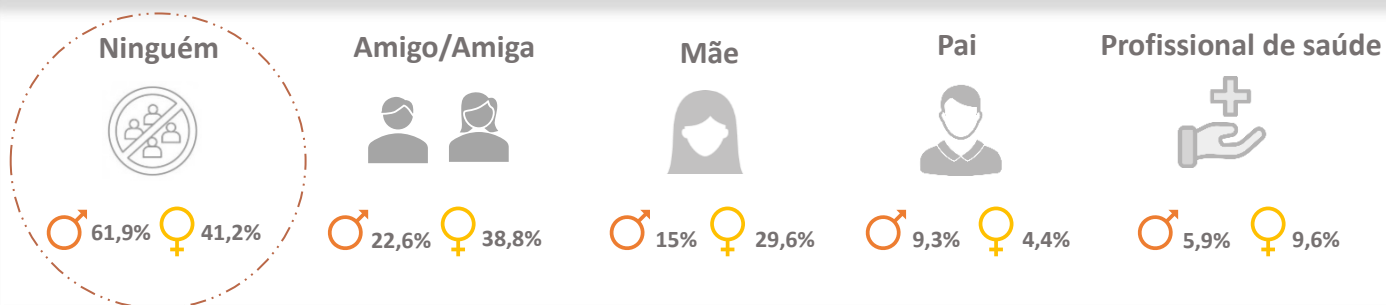 Ninguém
Amigo/Amiga
Mãe
Pai
Profissional de saúde
61,9% 41,2%
22,6% 38,8%
15% 29,6%
9,3% 4,4%
5,9% 9,6%